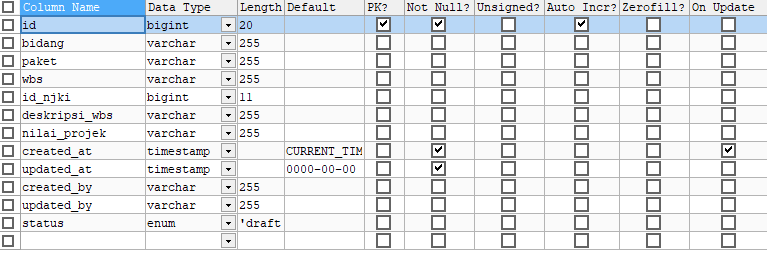 Column Name Data Type Length Default PK? Not Null? Unsigned? Auto Incr? Zerofill? On Update
id bigint 20
bidang varchar 255
paket varchar 255
wbs varchar 255
id_njki bigint 11
deskripsi_wbs varchar 255
nilai_projek varchar 255
created_at timestamp CURRENT_TIM
updated_at timestamp 0000-00-00
created_by varchar 255
updated_by varchar 255
status enum 'draft